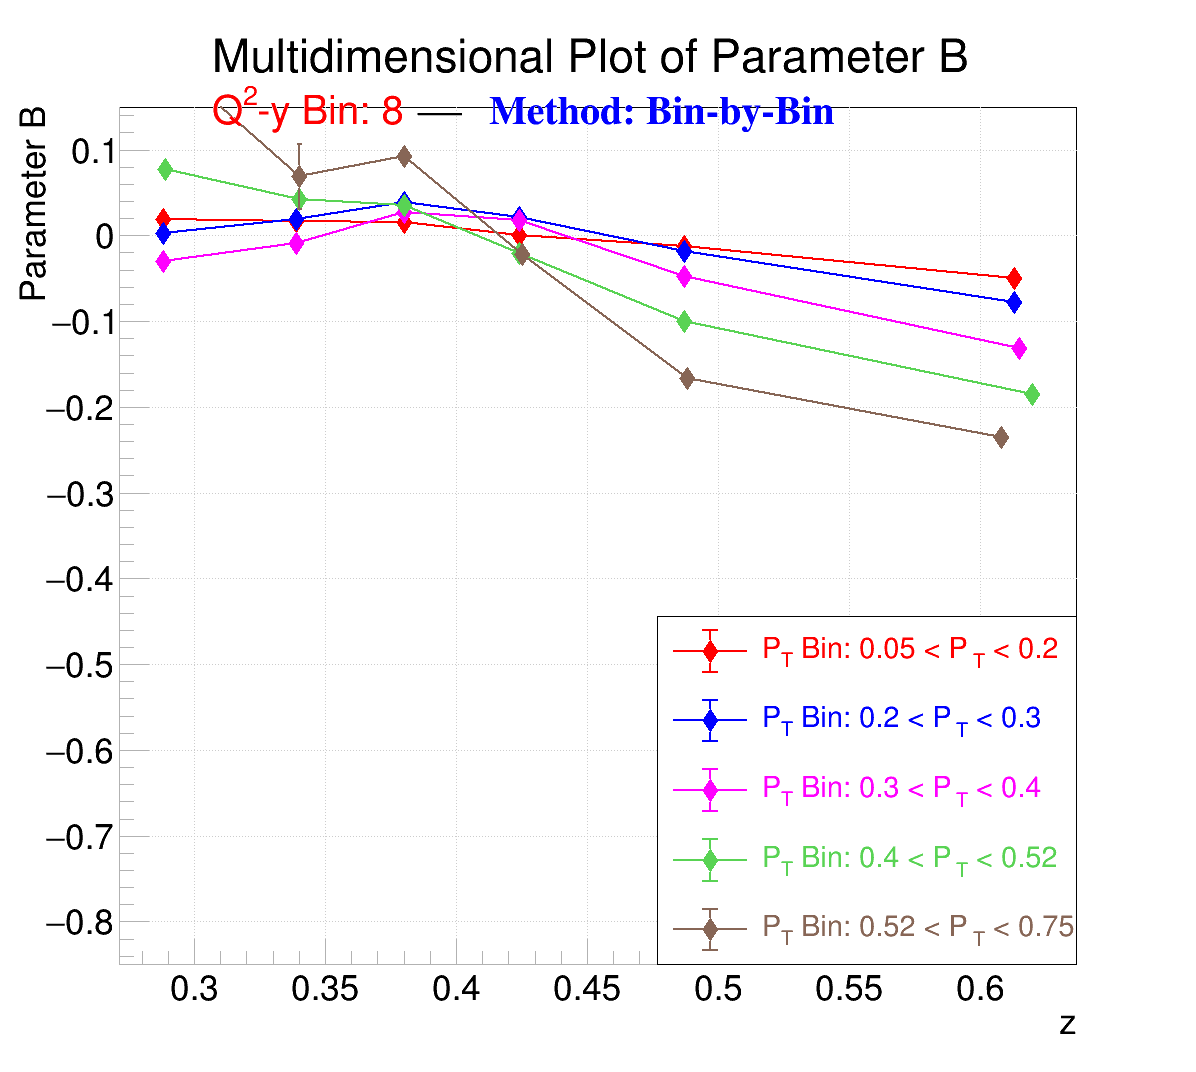 Multidimensional Plot of Parameter B
Q²-y Bin: 8 — Method: Bin-by-Bin
Parameter B
0.1
0
−0.1
−0.2
−0.3
−0.4
−0.5
−0.6
−0.7
−0.8
P_T Bin: 0.05 < P_T < 0.2
P_T Bin: 0.2 < P_T < 0.3
P_T Bin: 0.3 < P_T < 0.4
P_T Bin: 0.4 < P_T < 0.52
P_T Bin: 0.52 < P_T < 0.75
0.3 0.35 0.4 0.45 0.5 0.55 0.6
z